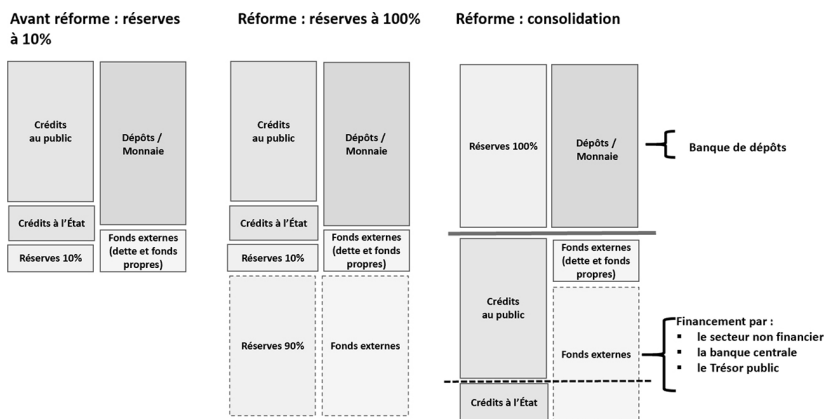 Avant réforme : réserves
à 10%
Crédits
au public
Dépôts /
Monnaie
Crédits à l'État
Réserves 10%
Fonds externes
(dette et fonds
propres)
Réforme : réserves à 100%
Crédits
au public
Dépôts /
Monnaie
Crédits à l'État
Réserves 10%
Fonds externes
(dette et fonds
propres)
Réserves 90%
Fonds externes
Réforme : consolidation
Réserves 100%
Dépôts /
Monnaie
Banque de dépôts
Fonds externes
(dette et fonds
propres)
Crédits
au public
Fonds externes
Financement par :
▪ le secteur non financier
▪ la banque centrale
▪ le Trésor public
Crédits à l'État